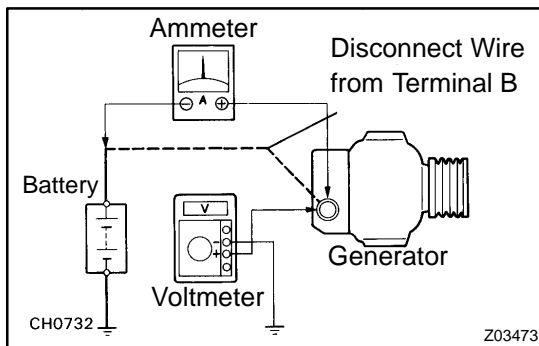 Ammeter
Disconnect Wire
from Terminal B
⊖ A ⊕
Battery
V
-
+
Generator
Voltmeter
CH0732
Z03473